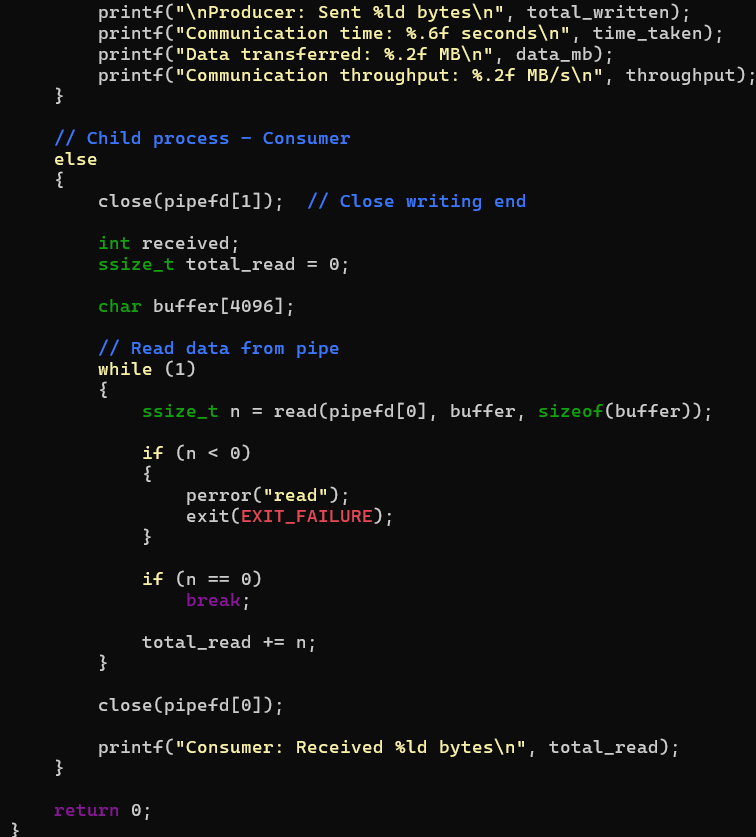 printf("\nProducer: Sent %ld bytes\n", total_written);
printf("Communication time: %.6f seconds\n", time_taken);
printf("Data transferred: %.2f MB\n", data_mb);
printf("Communication throughput: %.2f MB/s\n", throughput);
}
// Child process - Consumer
else
{
close(pipefd[1]);  // Close writing end
int received;
ssize_t total_read = 0;
char buffer[4096];
// Read data from pipe
while (1)
{
ssize_t n = read(pipefd[0], buffer, sizeof(buffer));
if (n < 0)
{
perror("read");
exit(EXIT_FAILURE);
}
if (n == 0)
break;
total_read += n;
}
close(pipefd[0]);
printf("Consumer: Received %ld bytes\n", total_read);
}
return 0;
}